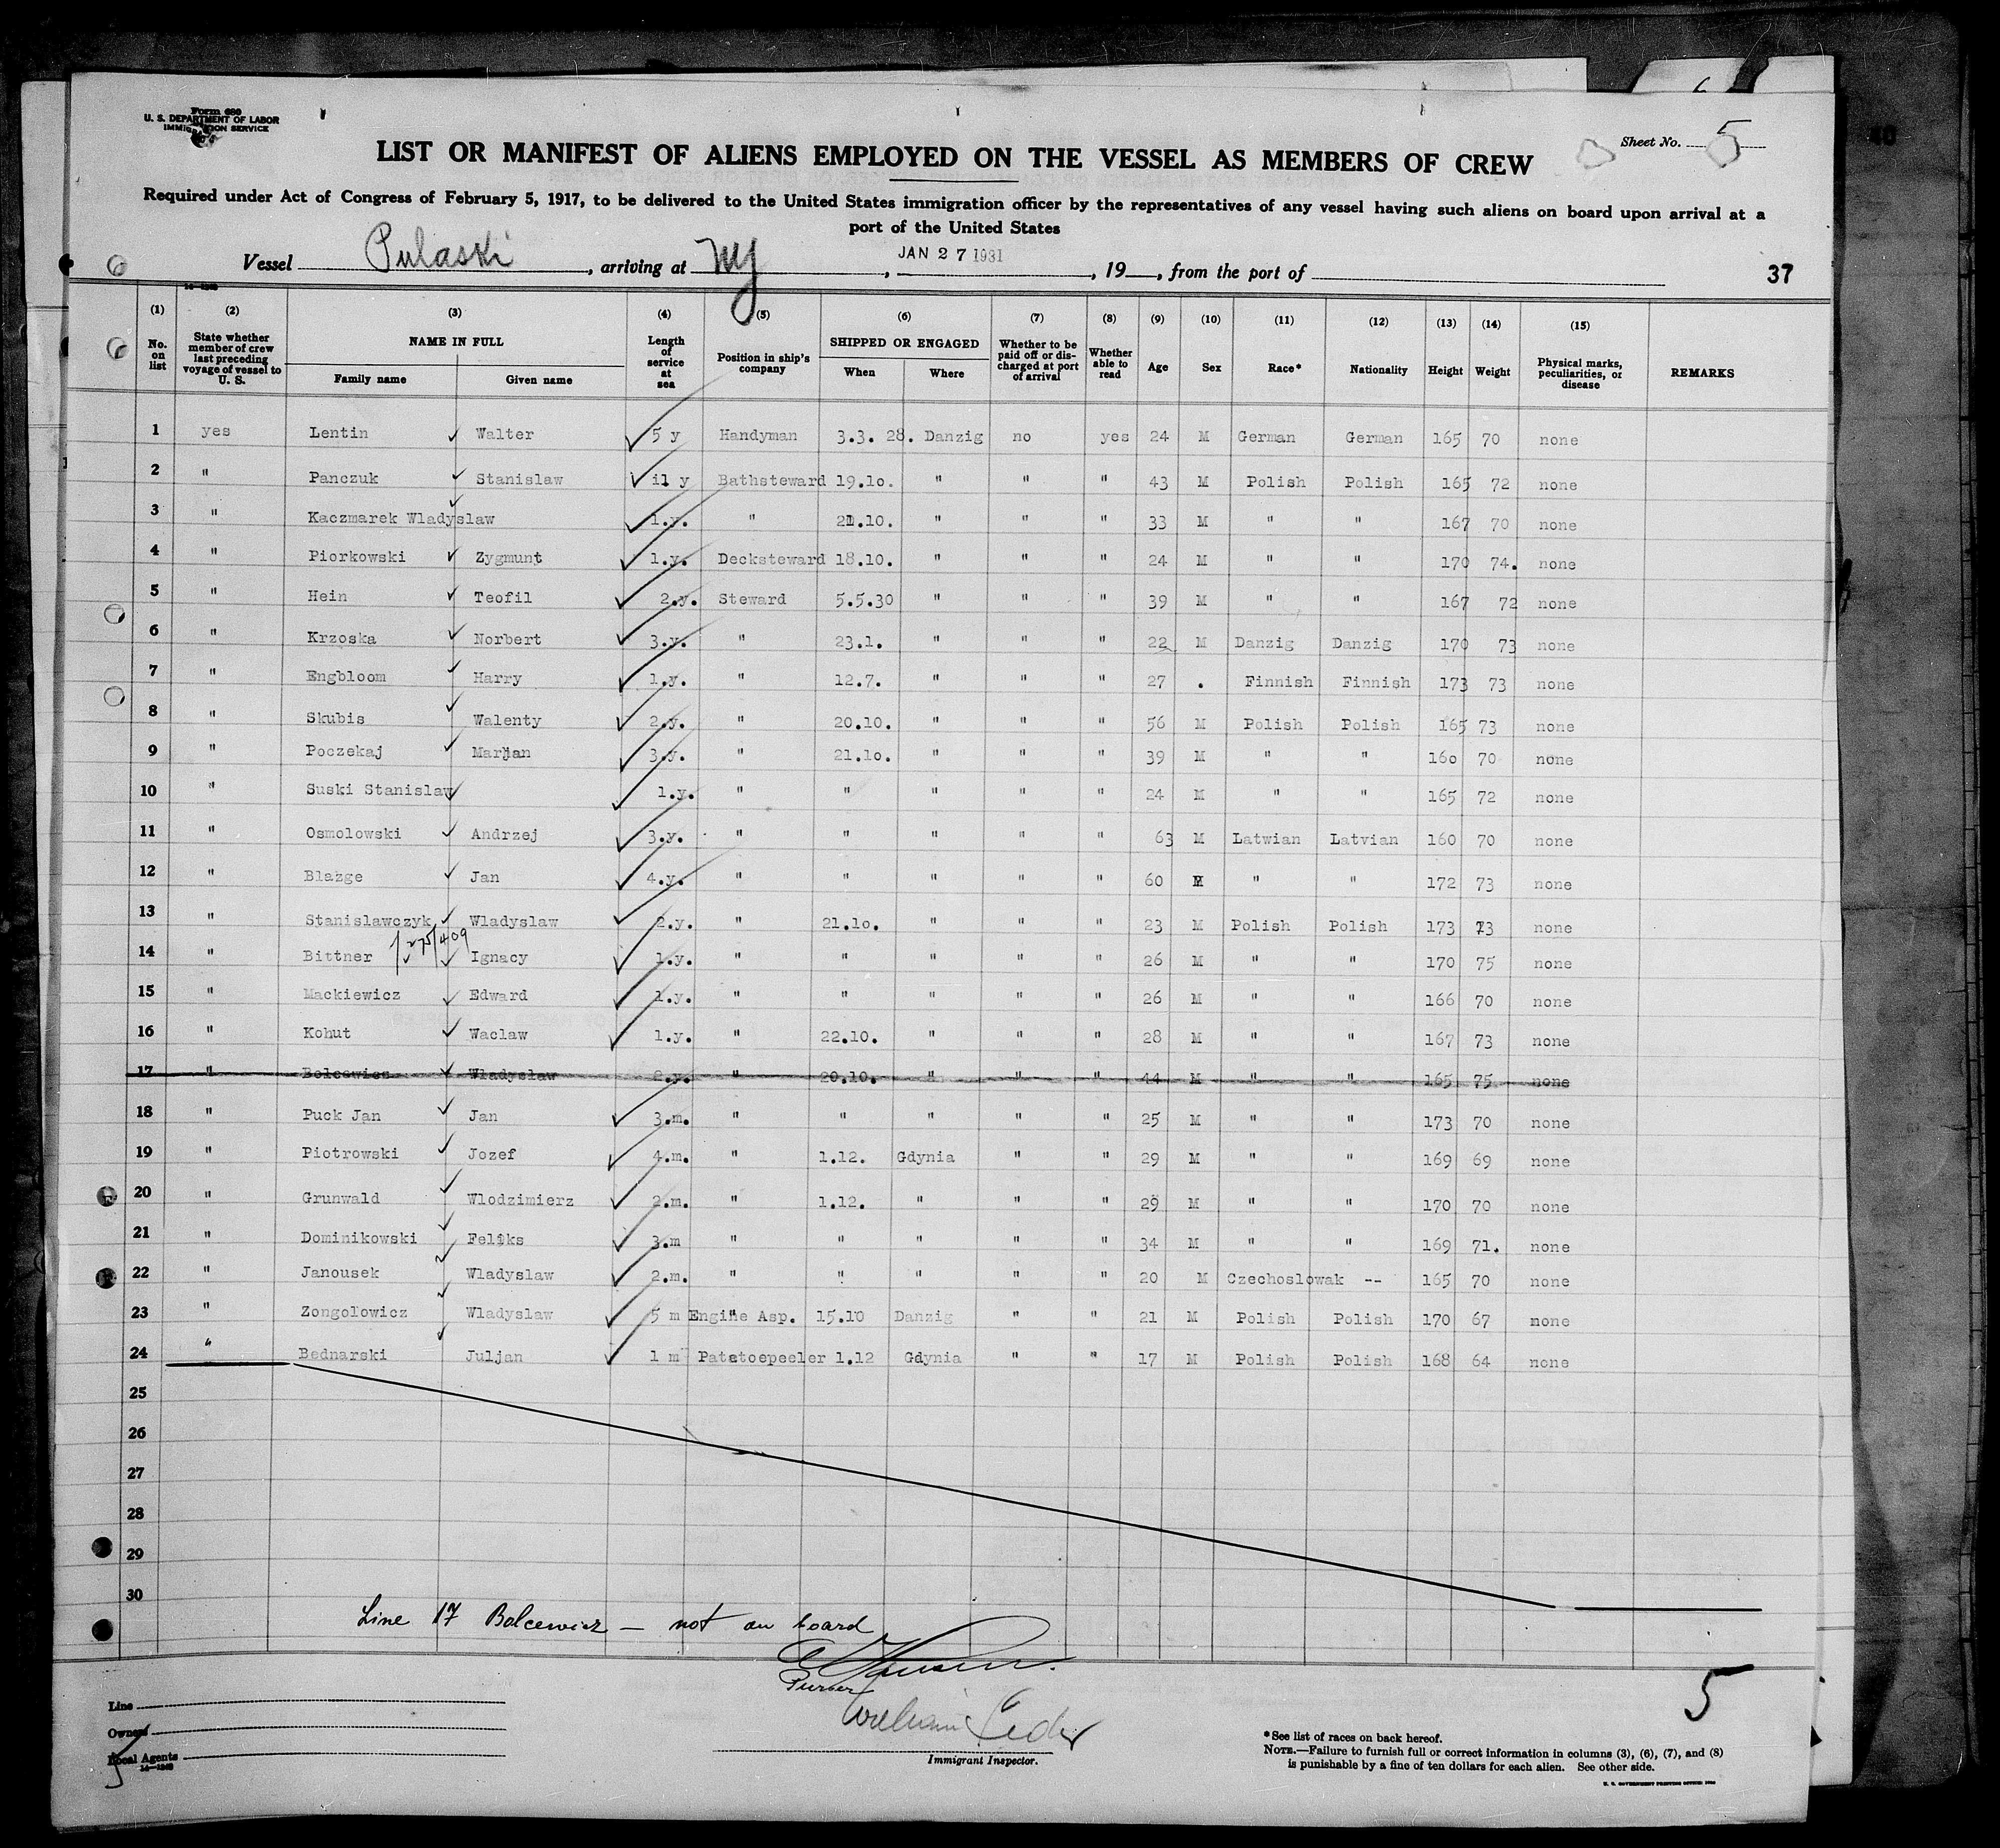 Form 680
U. S. DEPARTMENT OF LABOR
IMMIGRATION SERVICE
Sheet No. 5
LIST OR MANIFEST OF ALIENS EMPLOYED ON THE VESSEL AS MEMBERS OF CREW
Required under Act of Congress of February 5, 1917, to be delivered to the United States immigration officer by the representatives of any vessel having such aliens on board upon arrival at a
port of the United States
Vessel Pulaski, arriving at NY, JAN 27 1931, 19__, from the port of
37
(1) (2) (3) (4) (5) (6) (7) (8) (9) (10) (11) (12) (13) (14) (15)
No. on list State whether member of crew last preceding voyage of vessel to U. S. NAME IN FULL Family name Given name Length of service at sea Position in ship's company SHIPPED OR ENGAGED When Where Whether to be paid off or discharged at port of arrival Whether able to read Age Sex Race* Nationality Height Weight Physical marks, peculiarities, or disease REMARKS
1 yes Lentin Walter 5 y Handyman 3.3. 28. Danzig no yes 24 M German German 165 70 none
2 " Panczuk Stanislaw 11 y Bathsteward 19.10. " " " 43 M Polish Polish 165 72 none
3 " Kaczmarek Wladyslaw 1.y. " 21.10. " " " 33 M " " 167 70 none
4 " Piorkowski Zygmunt 1.y. Decksteward 18.10. " " " 24 M " " 170 74. none
5 " Hein Teofil 2.y. Steward 5.5.30 " " " 39 M " " 167 72 none
6 " Krzoska Norbert 3.y. " 23.1. " " " 22 M Danzig Danzig 170 73 none
7 " Engbloom Harry 1.y. " 12.7. " " " 27 . Finnish Finnish 173 73 none
8 " Skubis Walenty 2.y. " 20.10. " " " 56 M Polish Polish 165 73 none
9 " Poczekaj Marjan 3.y. " 21.10. " " " 39 M " " 160 70 none
10 " Suski Stanislaw 1.y. " " " " " 24 M " " 165 72 none
11 " Osmolowski Andrzej 3.y. " " " " " 63 M Latwian Latvian 160 70 none
12 " Blazge Jan 4.y. " " " " " 60 M " " 172 73 none
13 " Stanislawczyk Wladyslaw 2.y. " 21.10. " " " 23 M Polish Polish 173 73 none
14 " Bittner Ignacy 1.y. " " " " " 26 M " " 170 75 none
15 " Mackiewicz Edward 1.y. " " " " " 26 M " " 166 70 none
16 " Kohut Waclaw 1.y. " 22.10. " " " 28 M " " 167 73 none
17 " Bolcewicz Wladyslaw 2.y. " 20.10. " " " 44 M " " 165 75 none
18 " Puck Jan Jan 3.m. " " " " " 25 M " " 173 70 none
19 " Piotrowski Jozef 4.m. " 1.12. Gdynia " " 29 M " " 169 69 none
20 " Grunwald Wlodzimierz 2.m. " 1.12. " " " 29 M " " 170 70 none
21 " Dominikowski Feliks 3.m " " " " " 34 M " " 169 71. none
22 " Janousek Wladyslaw 2.m. " " " " " 20 M Czechoslowak -- 165 70 none
23 " Zongolowicz Wladyslaw 5 m Engine Asp. 15.10 Danzig " " 21 M Polish Polish 170 67 none
24 " Bednarski Juljan 1 m Patatoepeeler 1.12 Gdynia " " 17 M Polish Polish 168 64 none
25
26
27
28
29
30
Line 17 Bolcewicz — not on board
Purser
Line
Owners
Local Agents
14—1240
Immigrant Inspector.
5
*See list of races on back hereof.
NOTE.—Failure to furnish full or correct information in columns (3), (6), (7), and (8)
is punishable by a fine of ten dollars for each alien. See other side.